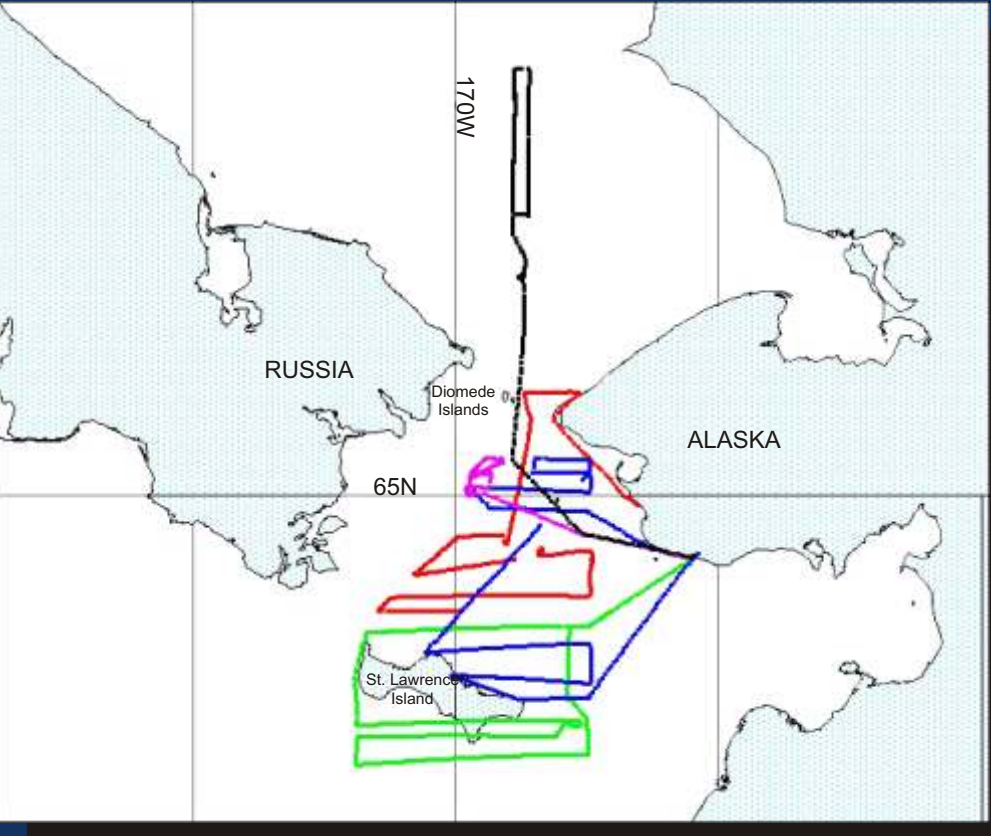 170W
RUSSIA
Diomede
Islands
ALASKA
65N
St. Lawrence
Island